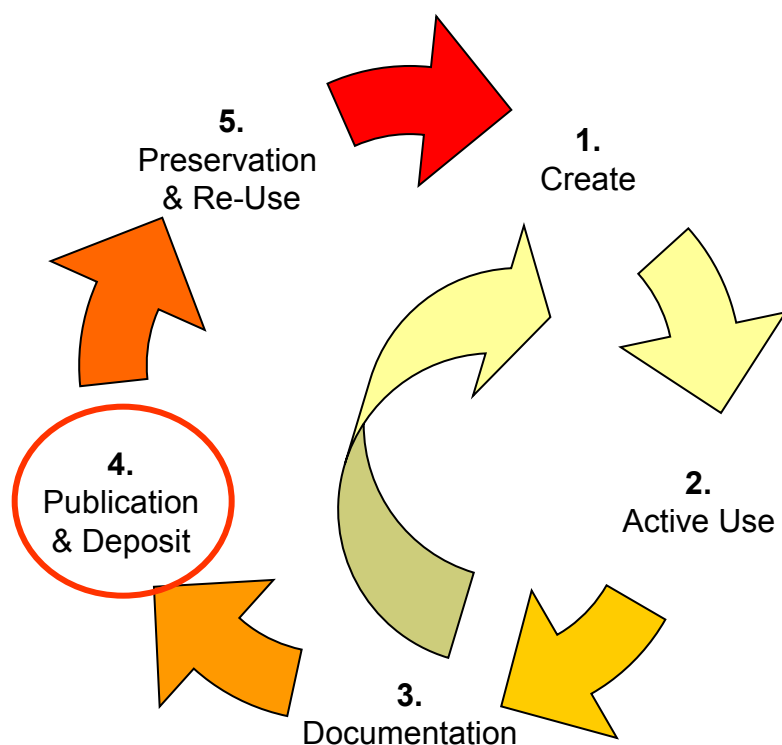 1.
Create
2.
Active Use
3.
Documentation
4.
Publication
& Deposit
5.
Preservation
& Re-Use